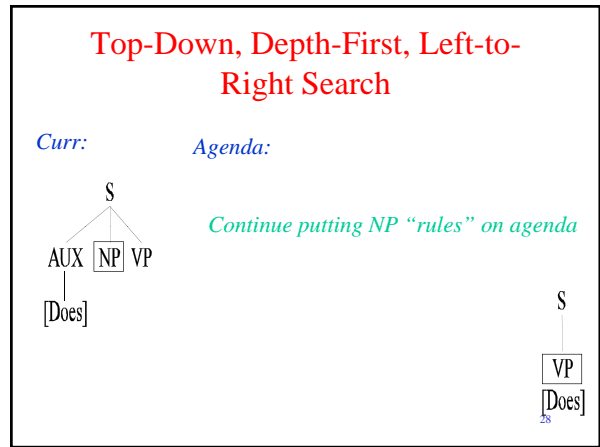 Top-Down, Depth-First, Left-to-
Right Search
Curr:
Agenda:
S
Continue putting NP “rules” on agenda
AUX NP VP
[Does]
S
VP
[Does]
28